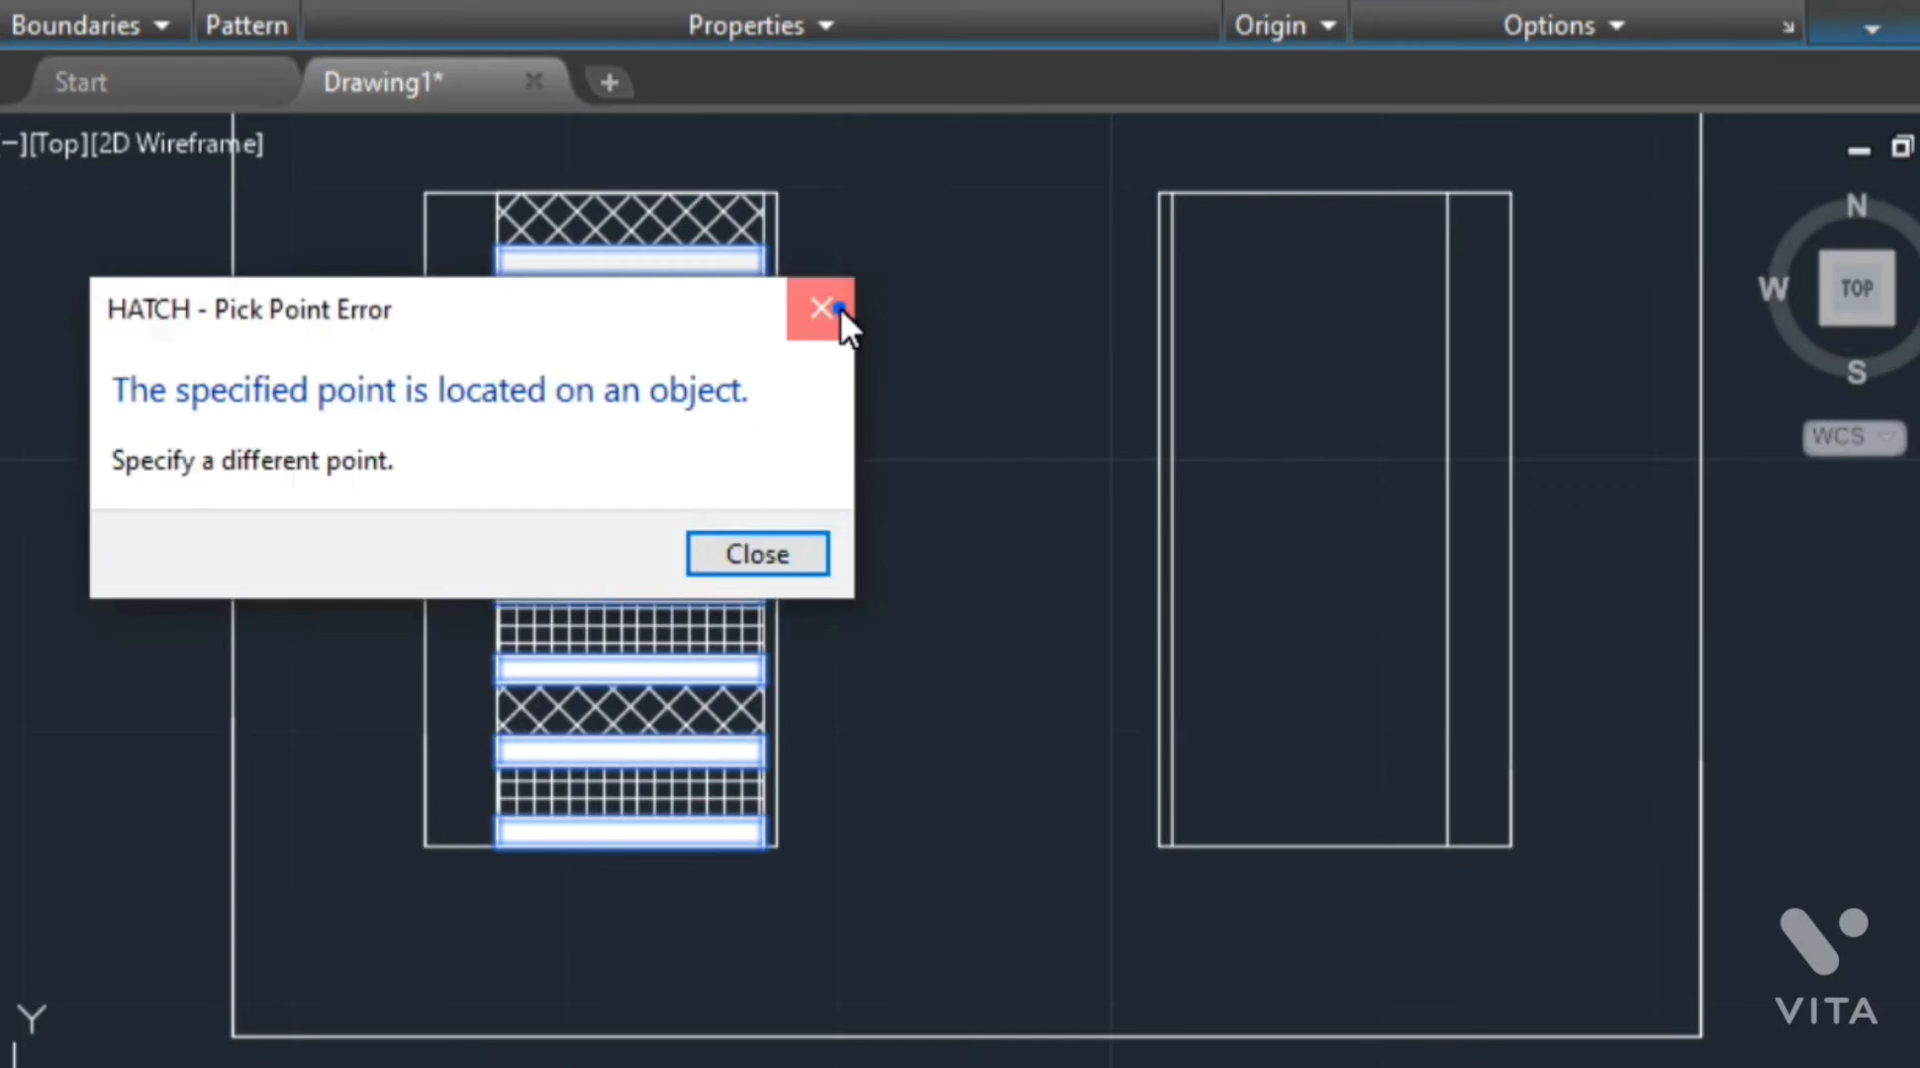 Boundaries Pattern Properties Origin Options
Start Drawing1*
[Top][2D Wireframe]
N
W TOP
S
WCS
HATCH - Pick Point Error
The specified point is located on an object.
Specify a different point.
Close
Y
VITA